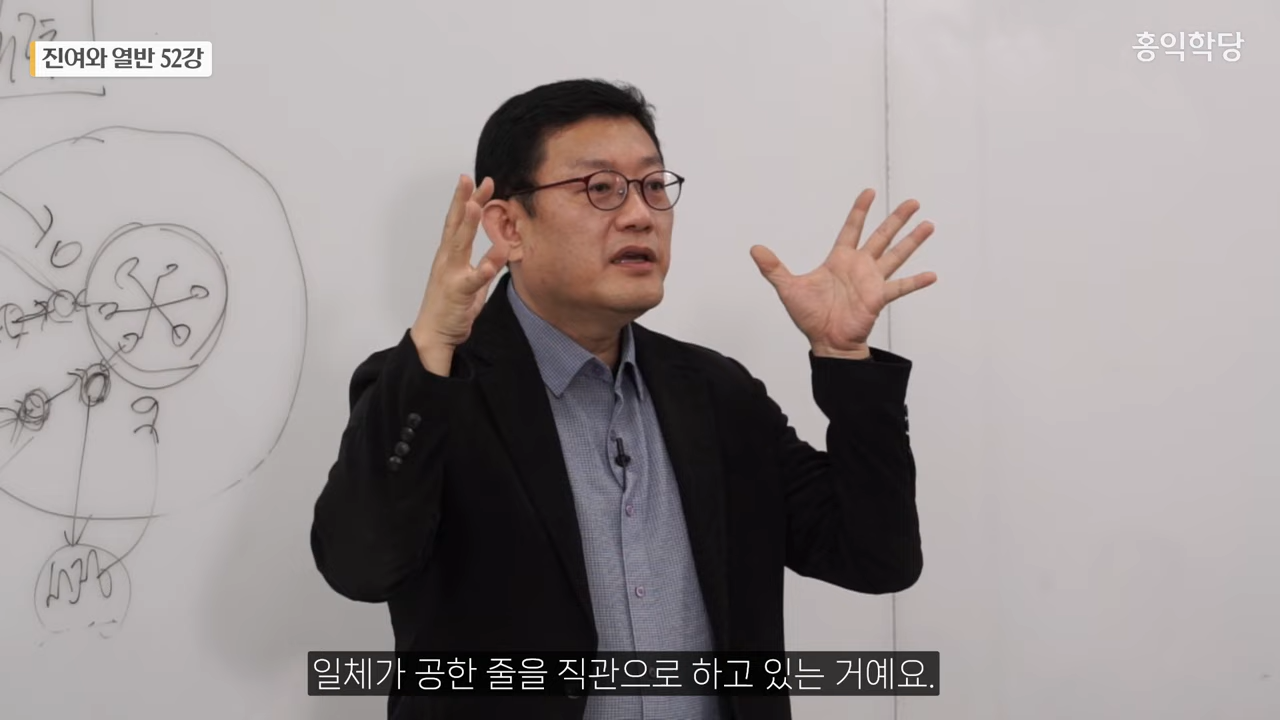 진여와 열반 52강
홍익학당
일체가 공한 줄을 직관으로 하고 있는 거예요.